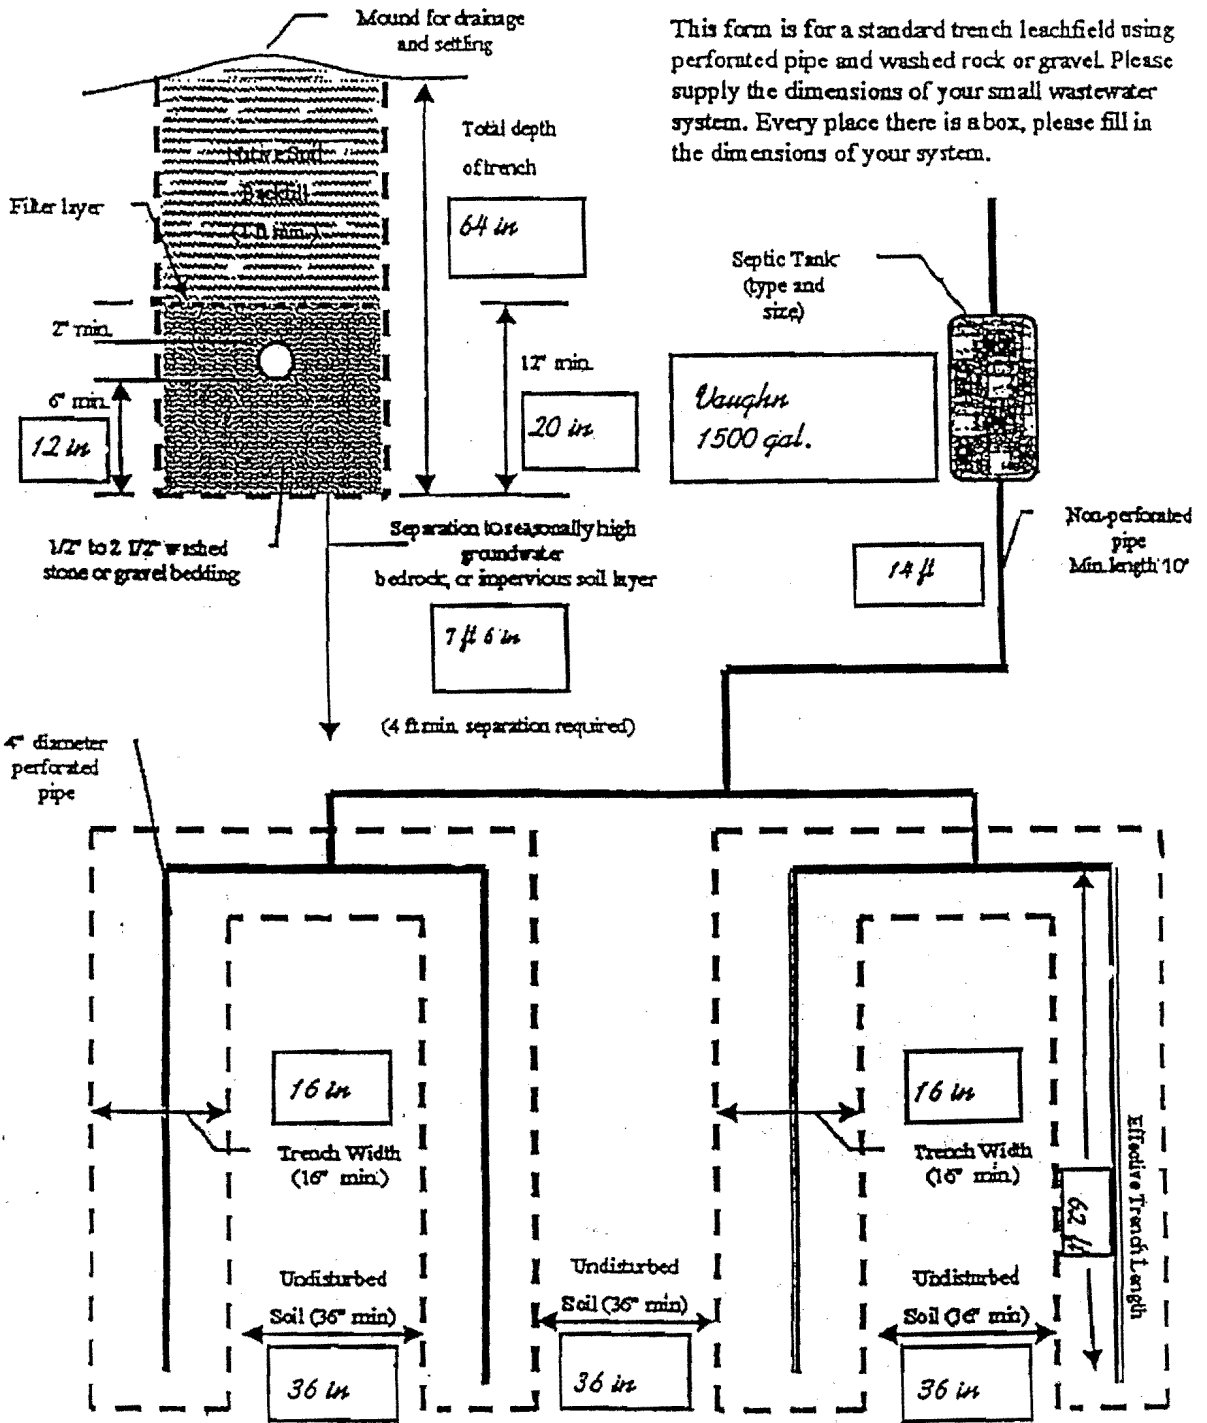 Mound for drainage
and settling
This form is for a standard trench leachfield using
perforated pipe and washed rock or gravel. Please
supply the dimensions of your small wastewater
system. Every place there is a box, please fill in
the dimensions of your system.
Total depth
of trench
64 in
Native Soil
Backfill
(1 ft min.)
Filter layer
2" min.
6" min.
12 in
12" min.
20 in
Septic Tank
(type and
size)
Vaughn
1500 gal.
1/2" to 2 1/2" washed
stone or gravel bedding
Separation to seasonally high
groundwater
bedrock, or impervious soil layer
7 ft 6 in
(4 ft min. separation required)
14 ft
Non-perforated
pipe
Min. length 10'
4" diameter
perforated
pipe
16 in
Trench Width
(16" min.)
Undisturbed
Soil (36" min)
36 in
Undisturbed
Soil (36" min)
36 in
16 in
Trench Width
(16" min.)
Undisturbed
Soil (36" min)
36 in
62 ft
Effective Trench Length